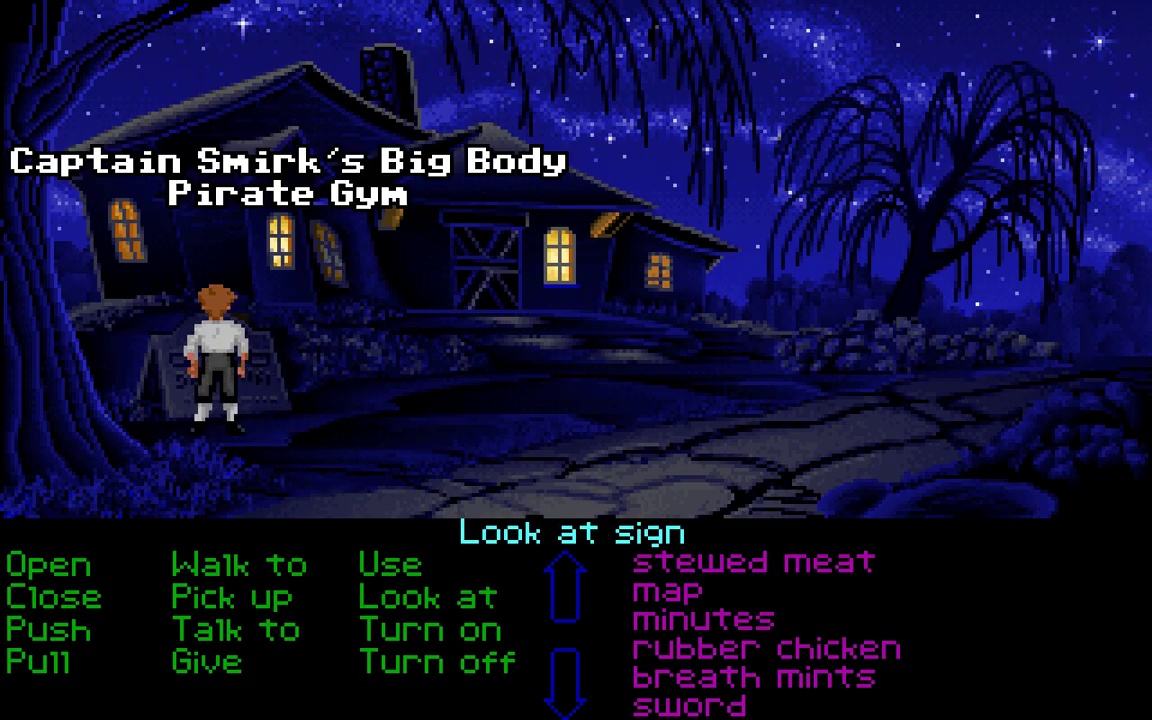 Captain Smirk's Big Body
Pirate Gym
Look at sign
Open Walk to Use
Close Pick up Look at
Push Talk to Turn on
Pull Give Turn off
stewed meat
map
minutes
rubber chicken
breath mints
sword